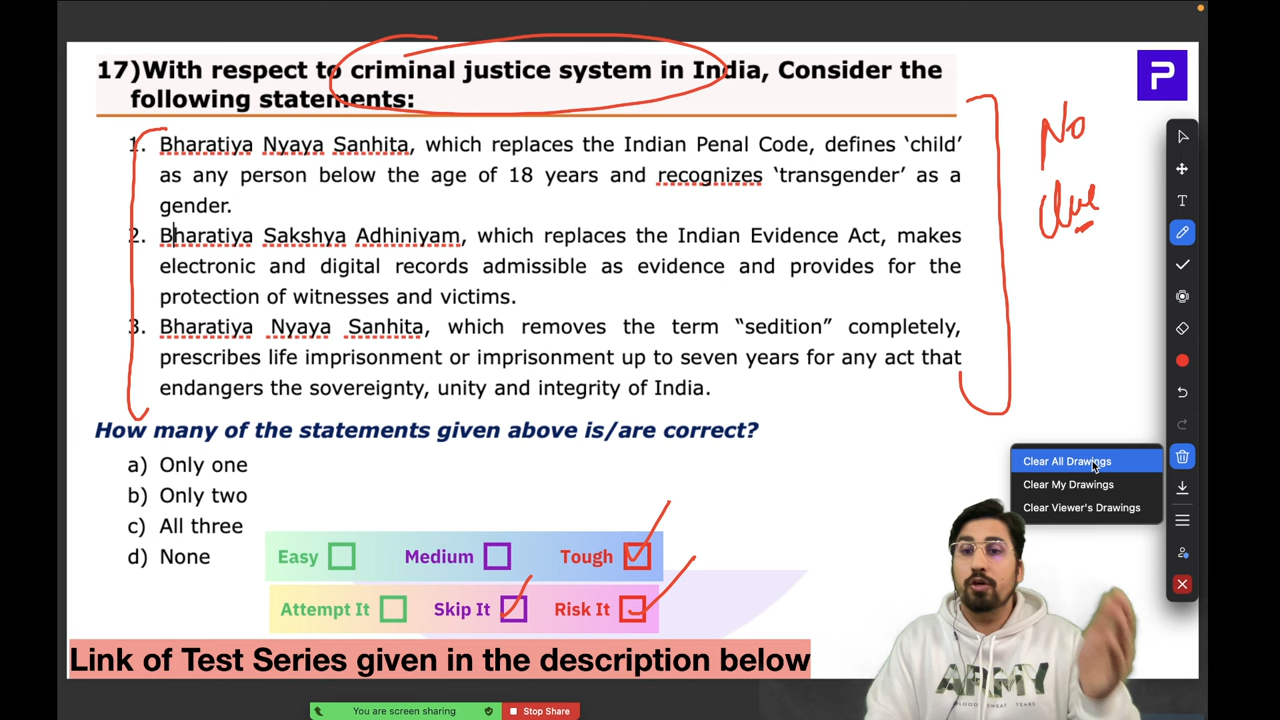 17)With respect to criminal justice system in India, Consider the
following statements:
1. Bharatiya Nyaya Sanhita, which replaces the Indian Penal Code, defines ‘child’
as any person below the age of 18 years and recognizes ‘transgender’ as a
gender.
2. Bharatiya Sakshya Adhiniyam, which replaces the Indian Evidence Act, makes
electronic and digital records admissible as evidence and provides for the
protection of witnesses and victims.
3. Bharatiya Nyaya Sanhita, which removes the term “sedition” completely,
prescribes life imprisonment or imprisonment up to seven years for any act that
endangers the sovereignty, unity and integrity of India.
No
Clue
How many of the statements given above is/are correct?
a) Only one
b) Only two
c) All three
d) None
Clear All Drawings
Clear My Drawings
Clear Viewer's Drawings
Easy Medium Tough
Attempt It Skip It Risk It
Link of Test Series given in the description below
ARMY
BLOOD SWEAT TEARS
You are screen sharing Stop Share